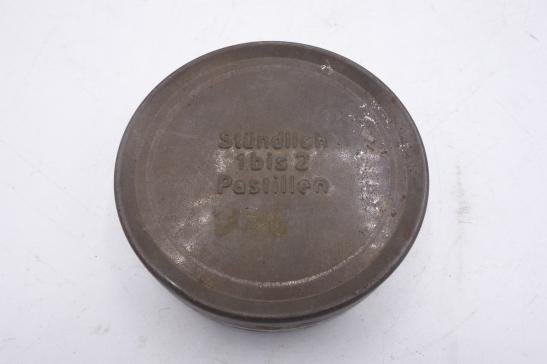 Stündlich
1 bis 2
Pastillen